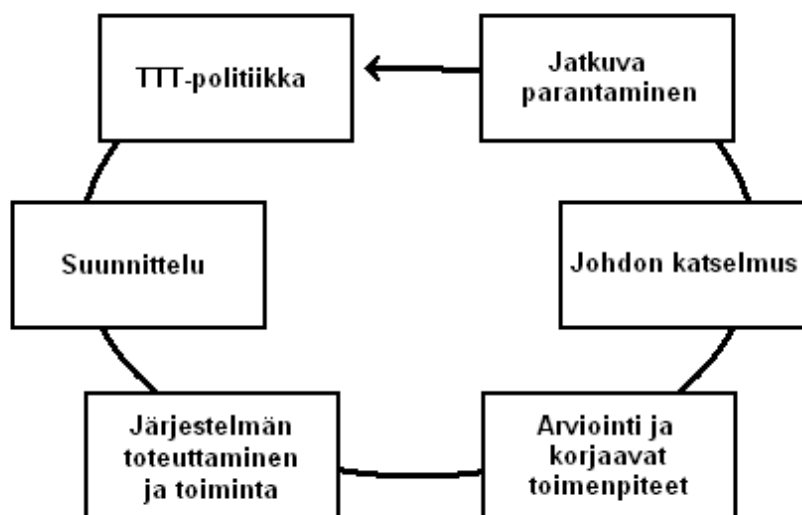 TTT-politiikka
Jatkuva
parantaminen
Suunnittelu
Johdon katselmus
Järjestelmän
toteuttaminen
ja toiminta
Arviointi ja
korjaavat
toimenpiteet